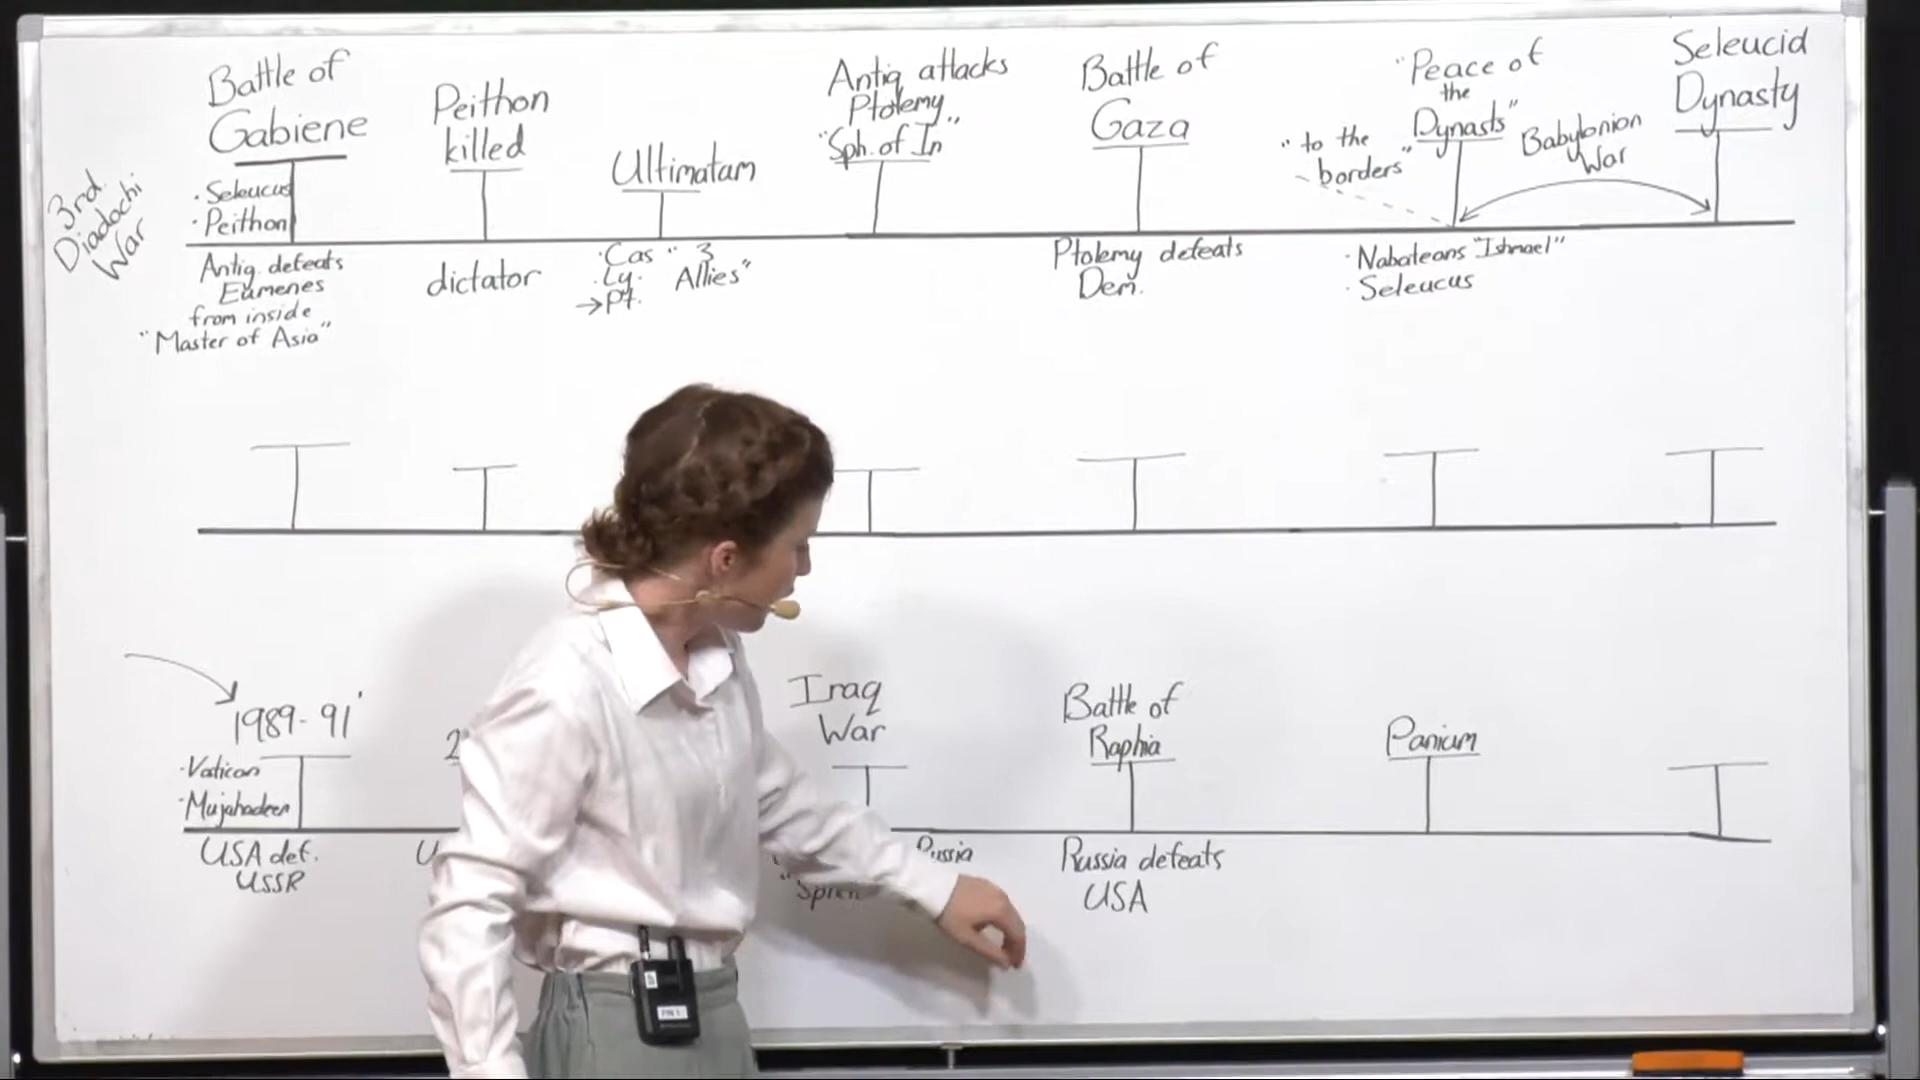 3rd.
Diadochi
War
Battle of
Gabiene
· Seleucus
· Peithon
Antig. defeats
Eumenes
from inside
"Master of Asia"
Peithon
killed
dictator
Ultimatam
· Cas " 3
· Ly. Allies"
→ Pt.
Antig attacks
Ptolemy
"Sph. of In"
Battle of
Gaza
Ptolemy defeats
Dem.
"to the
borders"
"Peace of
the
Dynasts"
· Nabateans "Ishmael"
· Seleucus
Babylonion
War
Seleucid
Dynasty
1989-91'
· Vatican
· Mujahadeen
USA def.
USSR
2
U
Iraq
War
Russia
Battle of
Raphia
Russia defeats
USA
Panium